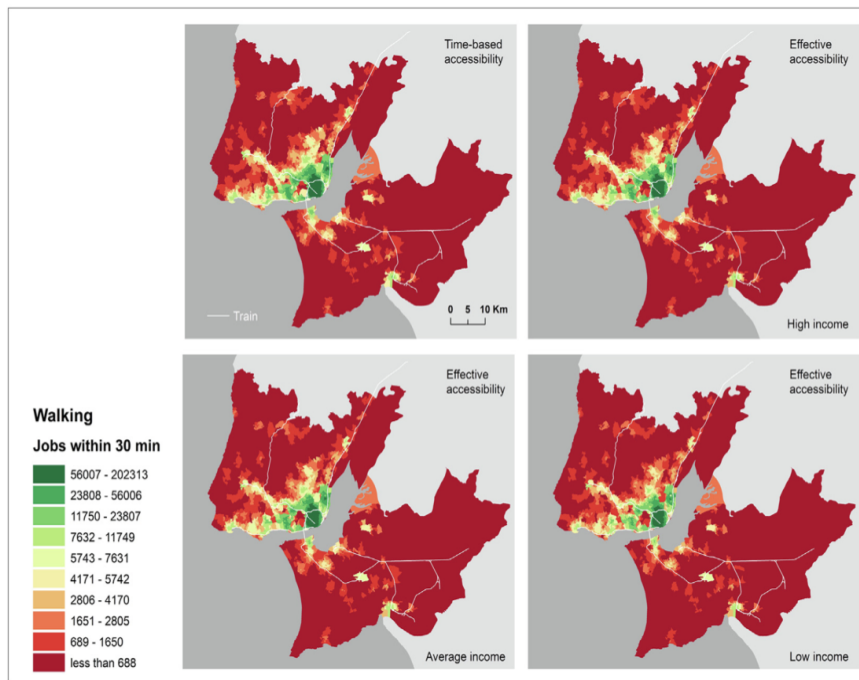 Time-based
accessibility
Train
0 5 10 Km
Effective
accessibility
High income
Effective
accessibility
Average income
Effective
accessibility
Low income
Walking
Jobs within 30 min
56007 - 202313
23808 - 56006
11750 - 23807
7632 - 11749
5743 - 7631
4171 - 5742
2806 - 4170
1651 - 2805
689 - 1650
less than 688